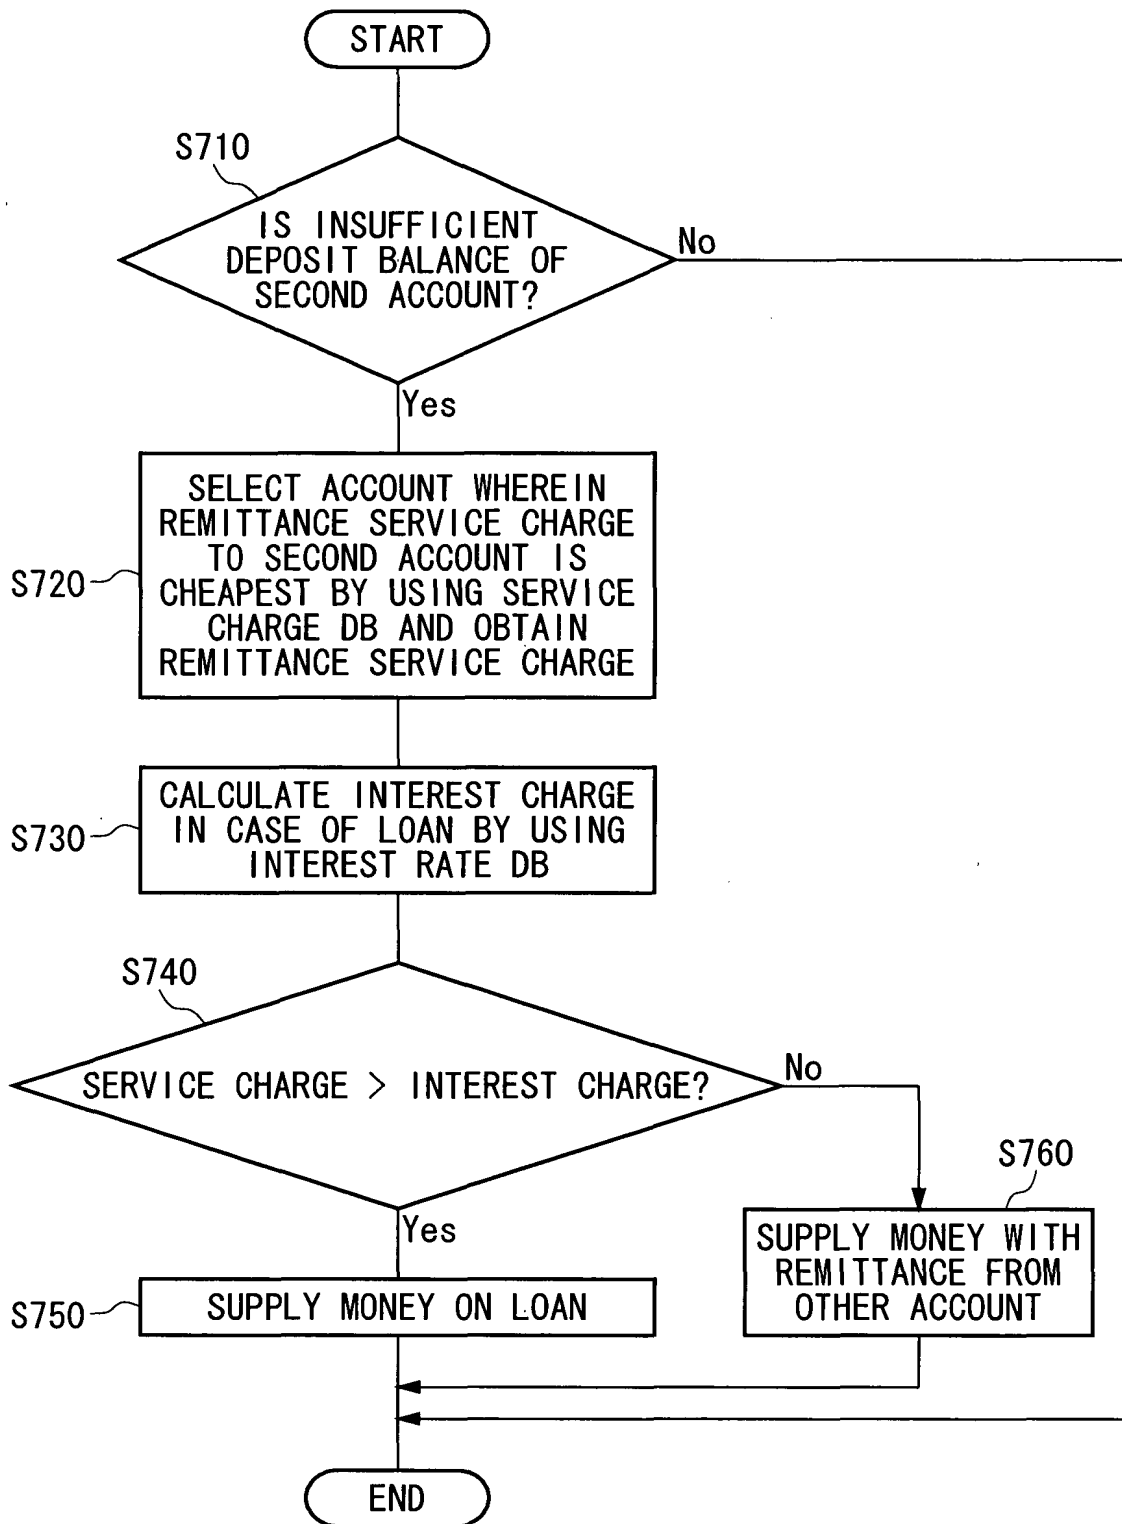 START
S710
IS INSUFFICIENT
DEPOSIT BALANCE OF
SECOND ACCOUNT?
No
Yes
SELECT ACCOUNT WHEREIN
REMITTANCE SERVICE CHARGE
TO SECOND ACCOUNT IS
CHEAPEST BY USING SERVICE
CHARGE DB AND OBTAIN
REMITTANCE SERVICE CHARGE
S720
CALCULATE INTEREST CHARGE
IN CASE OF LOAN BY USING
INTEREST RATE DB
S730
S740
SERVICE CHARGE > INTEREST CHARGE?
No
Yes
S760
SUPPLY MONEY WITH
REMITTANCE FROM
OTHER ACCOUNT
S750
SUPPLY MONEY ON LOAN
END